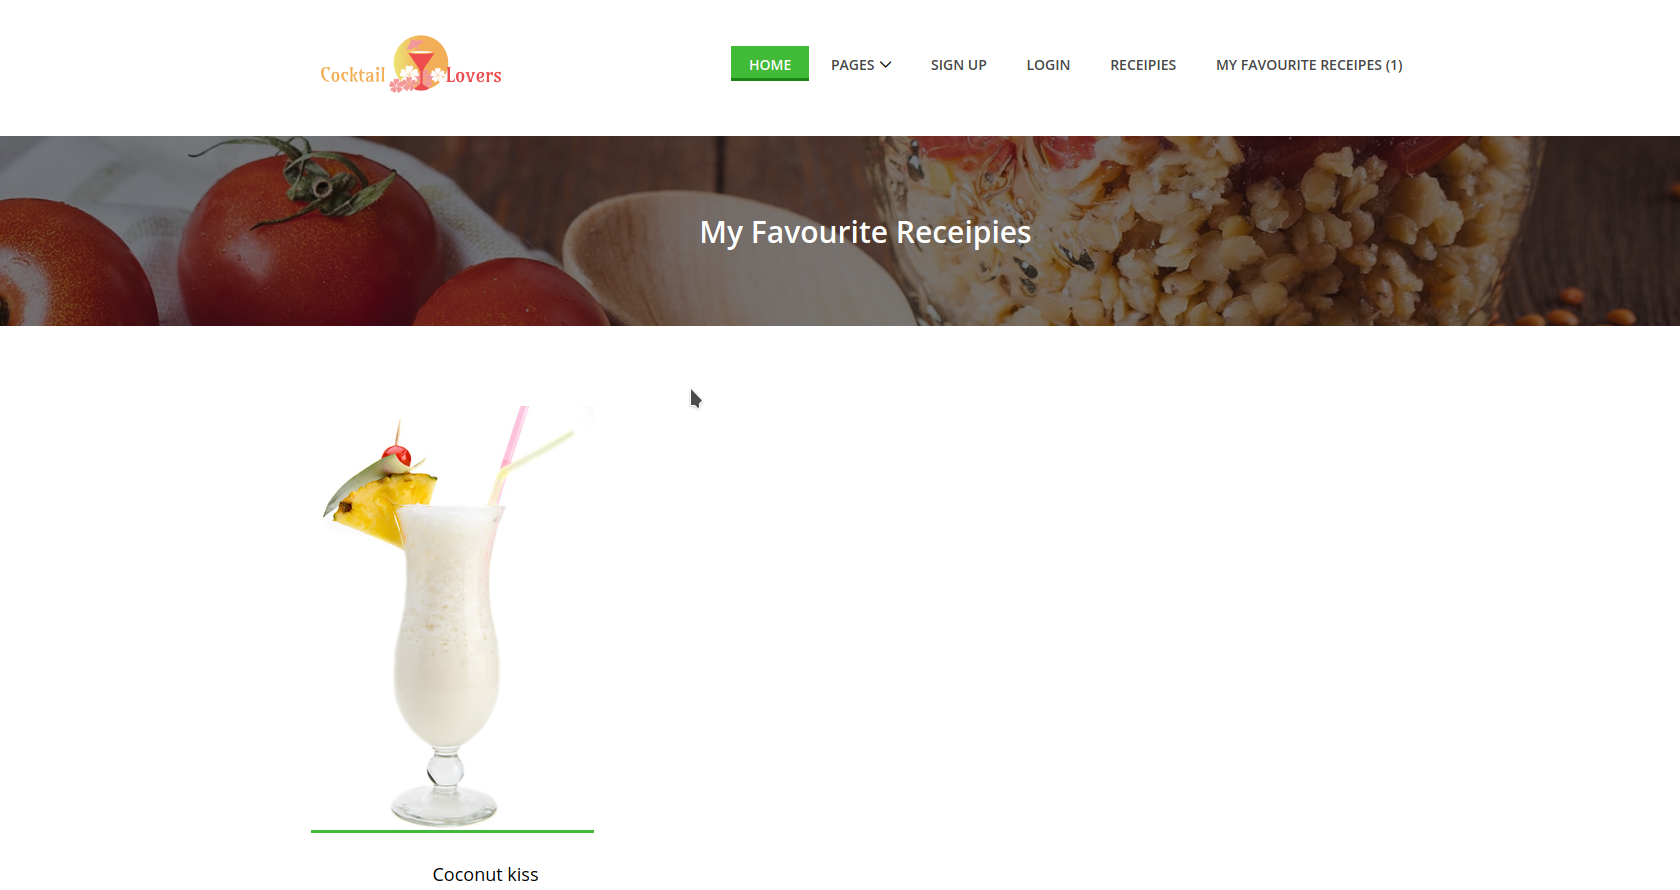 Cocktail Lovers
HOME PAGES SIGN UP LOGIN RECEIPIES MY FAVOURITE RECEIPES (1)
My Favourite Receipies
Coconut kiss